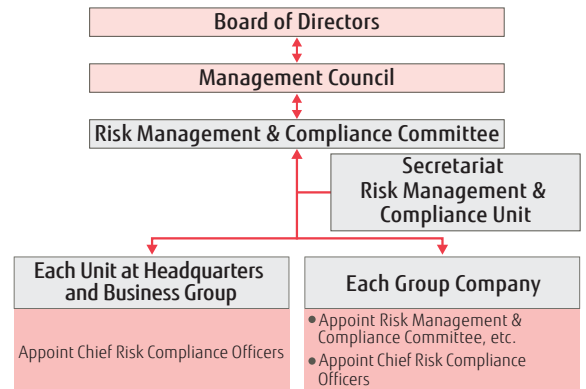 Board of Directors
Management Council
Risk Management & Compliance Committee
Secretariat
Risk Management &
Compliance Unit
Each Unit at Headquarters
and Business Group
Appoint Chief Risk Compliance Officers
Each Group Company
● Appoint Risk Management &
Compliance Committee, etc.
● Appoint Chief Risk Compliance
Officers